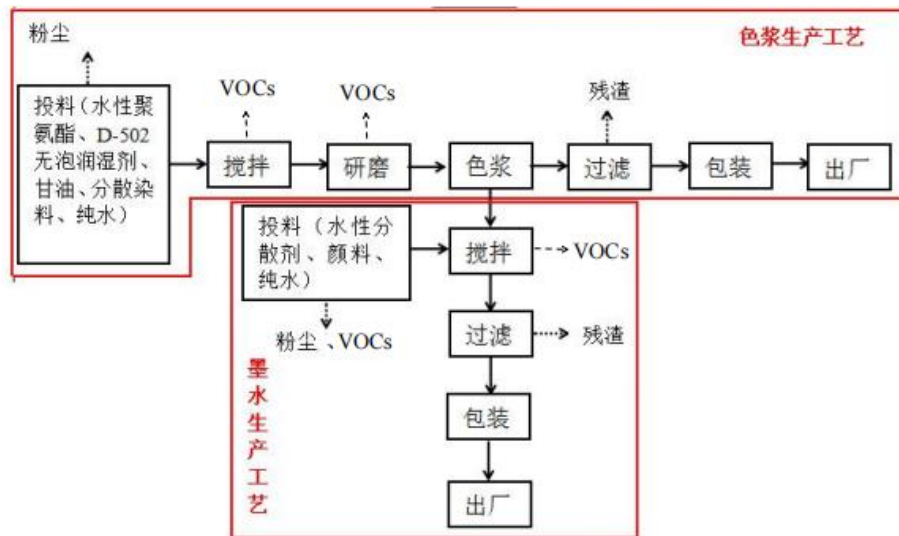 粉尘
色浆生产工艺
VOCs
VOCs
残渣
投料（水性聚
氨酯、D-502
无泡润湿剂、
甘油、分散染
料、纯水）
搅拌
研磨
色浆
过滤
包装
出厂
投料（水性分
散剂、颜料、
纯水）
搅拌
VOCs
粉尘、VOCs
过滤
残渣
墨水生产工艺
包装
出厂